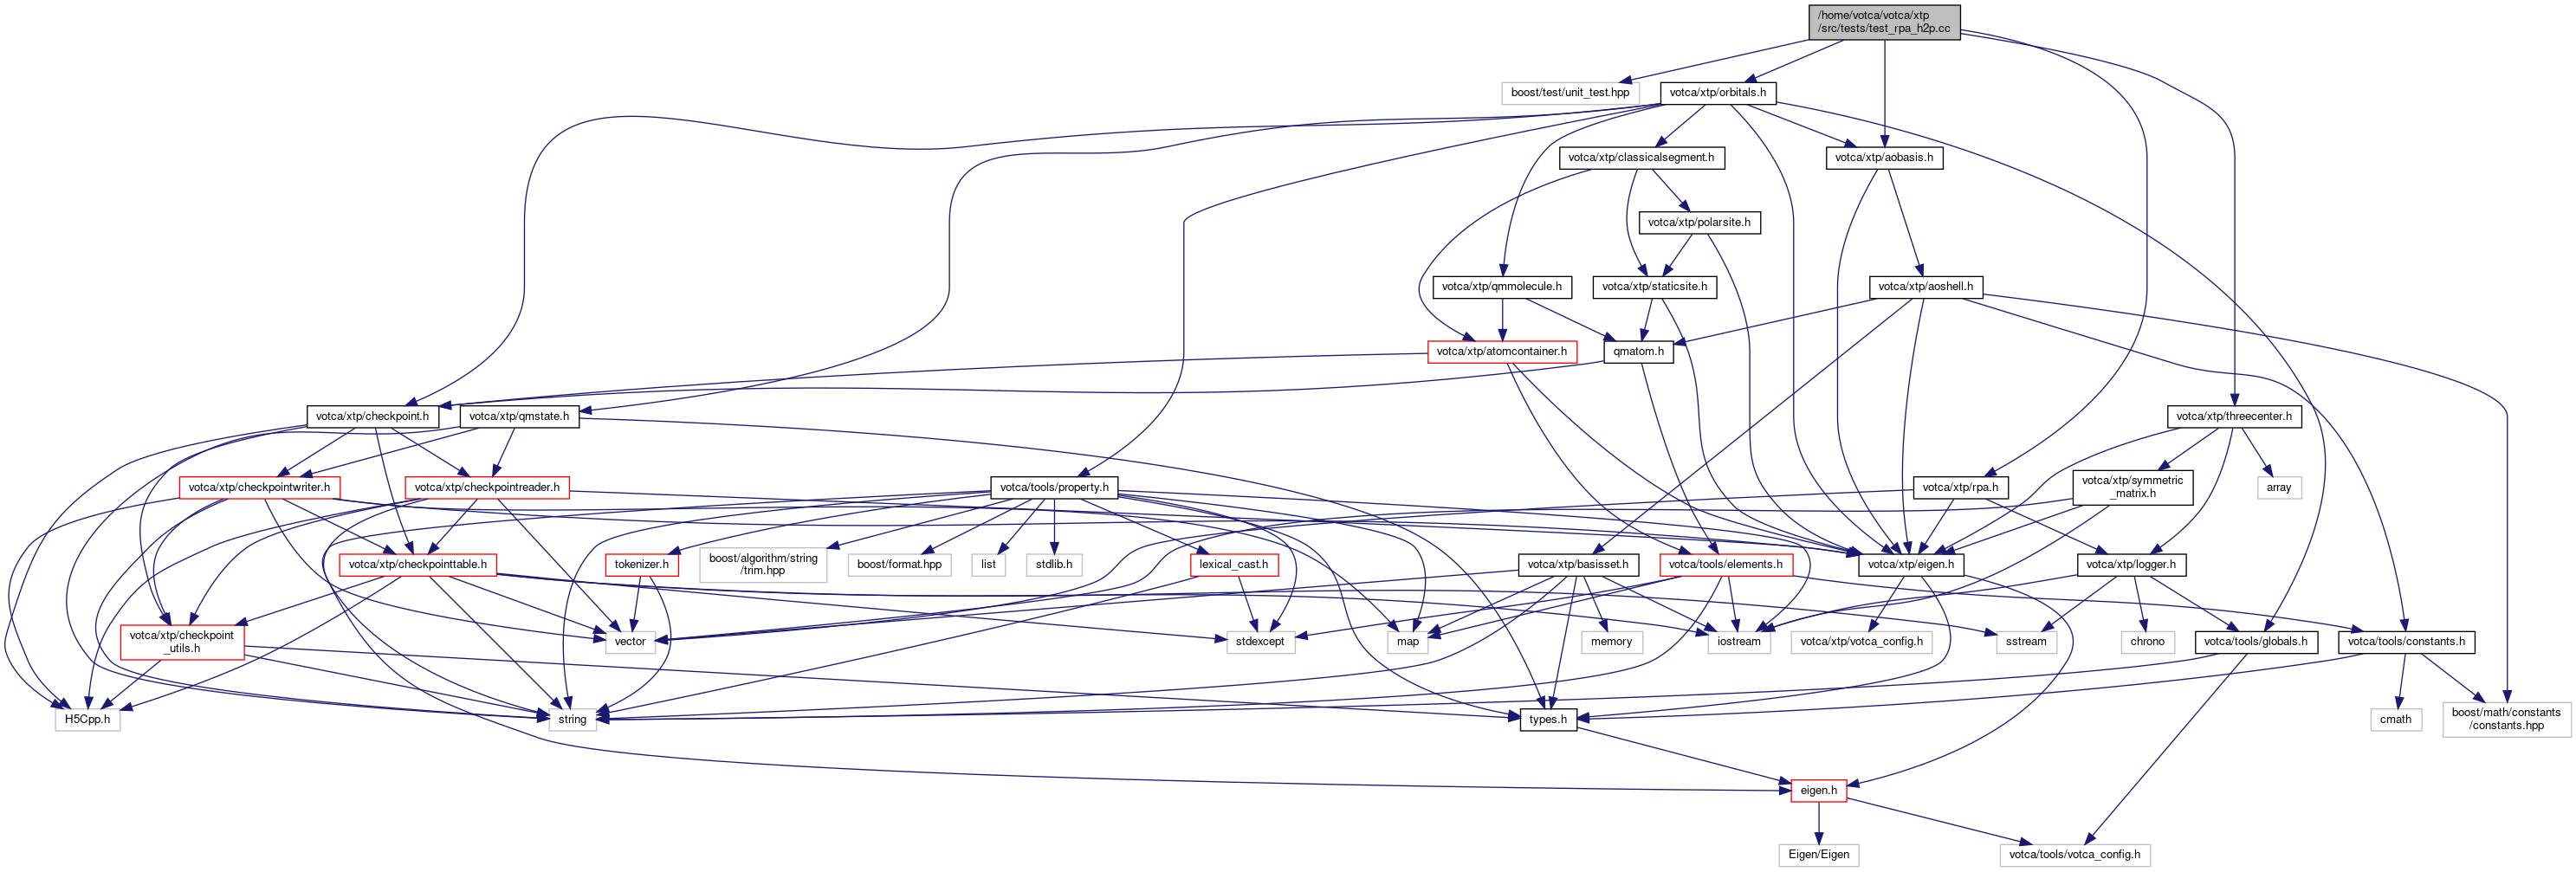 /home/votca/votca/xtp
/src/tests/test_rpa_h2p.cc
boost/test/unit_test.hpp
votca/xtp/orbitals.h
votca/xtp/classicalsegment.h
votca/xtp/aobasis.h
votca/xtp/polarsite.h
votca/xtp/qmmolecule.h
votca/xtp/staticsite.h
votca/xtp/aoshell.h
votca/xtp/atomcontainer.h
qmatom.h
votca/xtp/checkpoint.h
votca/xtp/qmstate.h
votca/xtp/threecenter.h
votca/xtp/checkpointwriter.h
votca/xtp/checkpointreader.h
votca/tools/property.h
votca/xtp/rpa.h
votca/xtp/symmetric
_matrix.h
array
votca/xtp/checkpointtable.h
tokenizer.h
boost/algorithm/string
/trim.hpp
boost/format.hpp
list
stdlib.h
lexical_cast.h
votca/xtp/basisset.h
votca/tools/elements.h
votca/xtp/eigen.h
votca/xtp/logger.h
votca/xtp/checkpoint
_utils.h
vector
stdexcept
map
memory
iostream
votca/xtp/votca_config.h
sstream
chrono
votca/tools/globals.h
votca/tools/constants.h
H5Cpp.h
string
types.h
cmath
boost/math/constants
/constants.hpp
eigen.h
Eigen/Eigen
votca/tools/votca_config.h